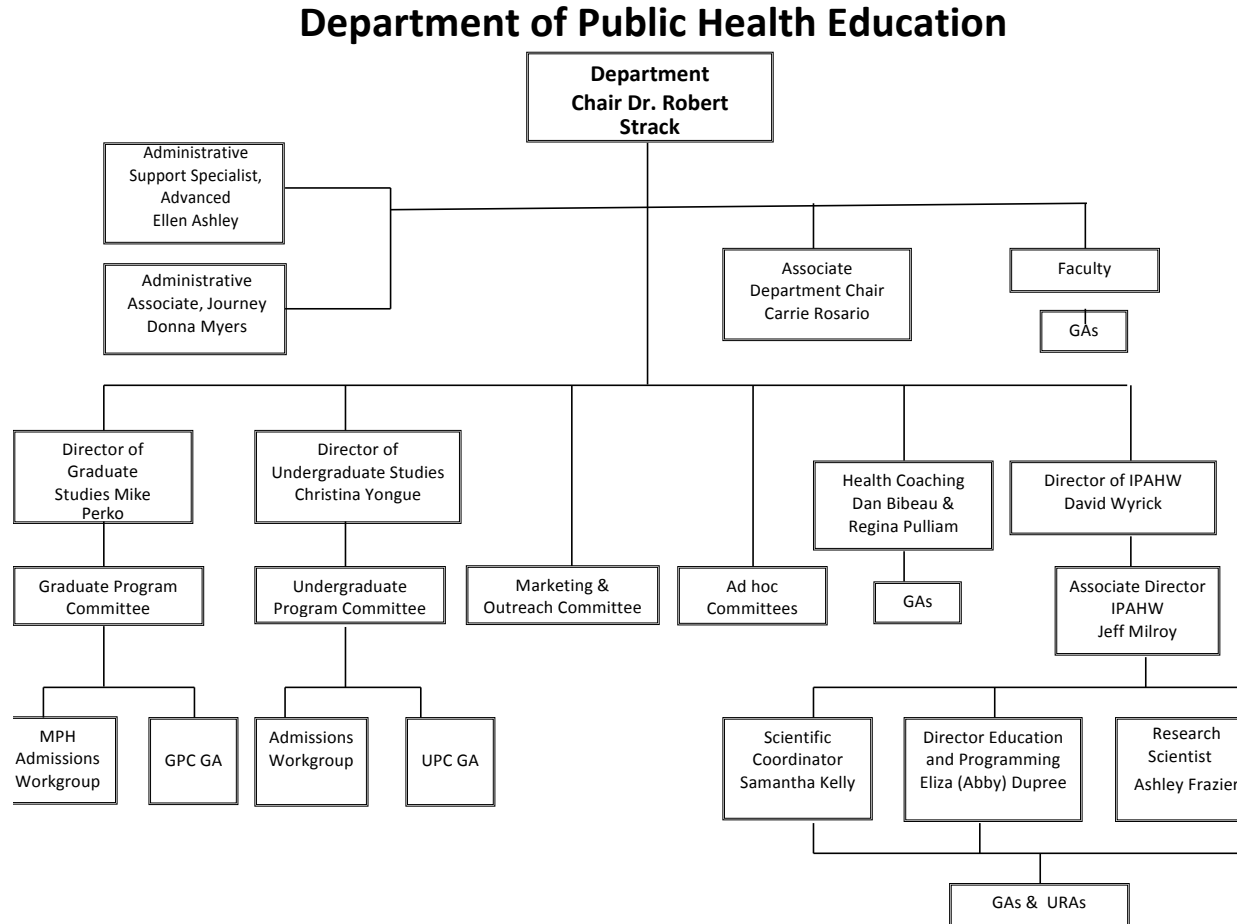 Department of Public Health Education
Department
Chair Dr. Robert
Strack
Administrative
Support Specialist,
Advanced
Ellen Ashley
Administrative
Associate, Journey
Donna Myers
Associate
Department Chair
Carrie Rosario
Faculty
GAs
Director of
Graduate
Studies Mike
Perko
Director of
Undergraduate Studies
Christina Yongue
Health Coaching
Dan Bibeau &
Regina Pulliam
Director of IPAHW
David Wyrick
Graduate Program
Committee
Undergraduate
Program Committee
Marketing &
Outreach Committee
Ad hoc
Committees
GAs
Associate Director
IPAHW
Jeff Milroy
MPH
Admissions
Workgroup
GPC GA
Admissions
Workgroup
UPC GA
Scientific
Coordinator
Samantha Kelly
Director Education
and Programming
Eliza (Abby) Dupree
Research
Scientist
Ashley Frazier
GAs & URAs